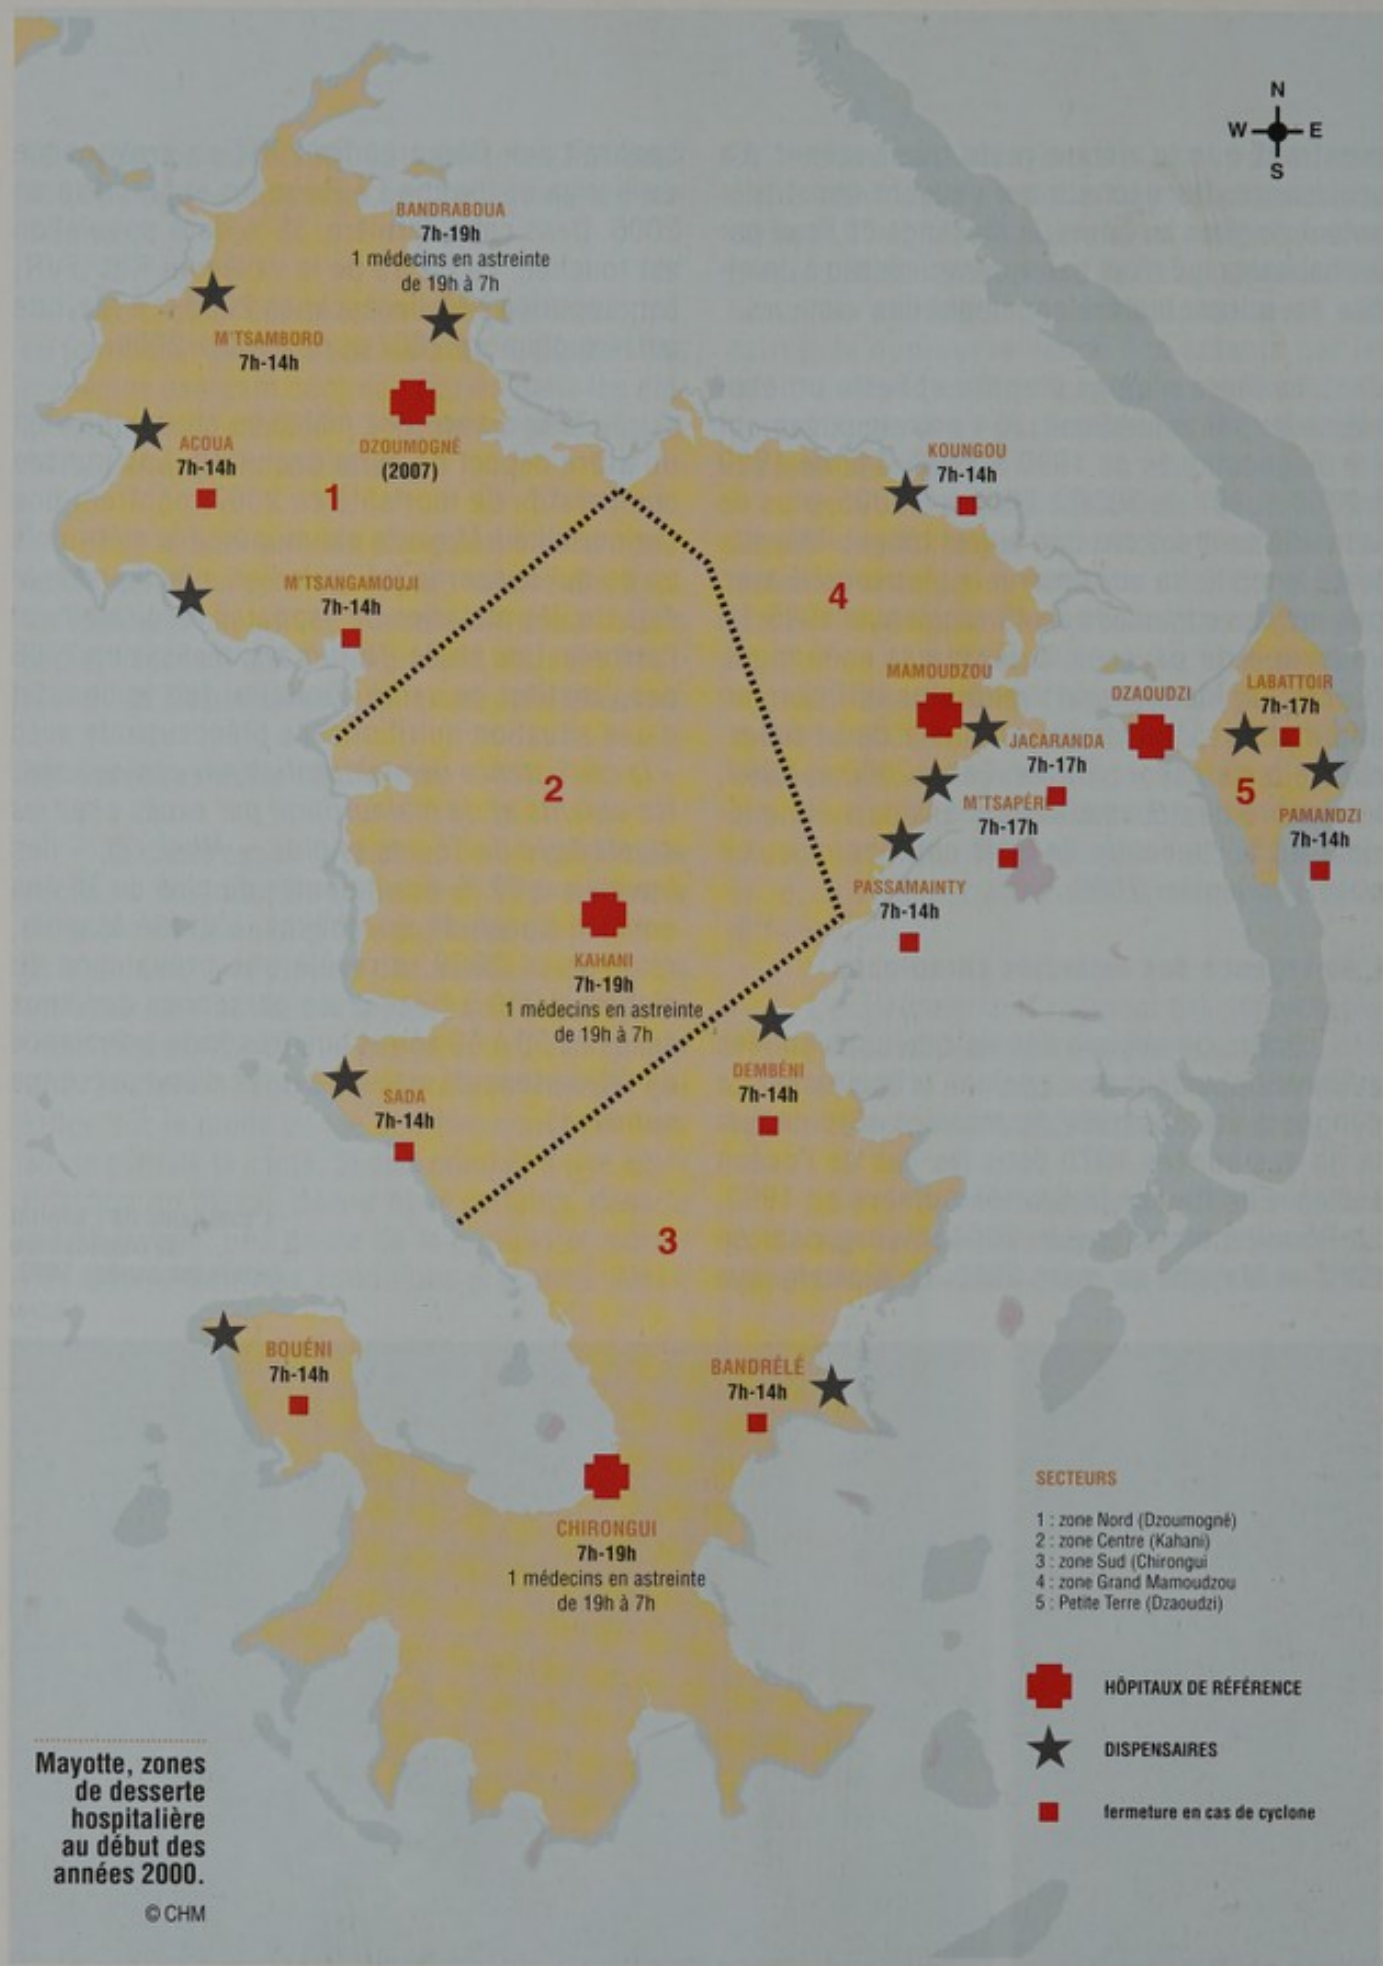 N
W E
S
BANDRABOUA
7h-19h
1 médecins en astreinte
de 19h à 7h
M'TSAMBORO
7h-14h
ACOUA
7h-14h
DZOUMOGNÉ
(2007)
1
KOUNGOU
7h-14h
M'TSANGAMOUJI
7h-14h
4
MAMOUDZOU
DZAOUDZI
LABATTOIR
7h-17h
JACARANDA
7h-17h
2
5
M'TSAPÉRÉ
7h-17h
PAMANDZI
7h-14h
PASSAMAINTY
7h-14h
KAHANI
7h-19h
1 médecins en astreinte
de 19h à 7h
DEMBÉNI
7h-14h
SADA
7h-14h
3
BOUÉNI
7h-14h
BANDRÉLÉ
7h-14h
CHIRONGUI
7h-19h
1 médecins en astreinte
de 19h à 7h
SECTEURS
1 : zone Nord (Dzoumogné)
2 : zone Centre (Kahani)
3 : zone Sud (Chirongui
4 : zone Grand Mamoudzou
5 : Petite Terre (Dzaoudzi)
HÔPITAUX DE RÉFÉRENCE
DISPENSAIRES
fermeture en cas de cyclone
Mayotte, zones
de desserte
hospitalière
au début des
années 2000.
© CHM